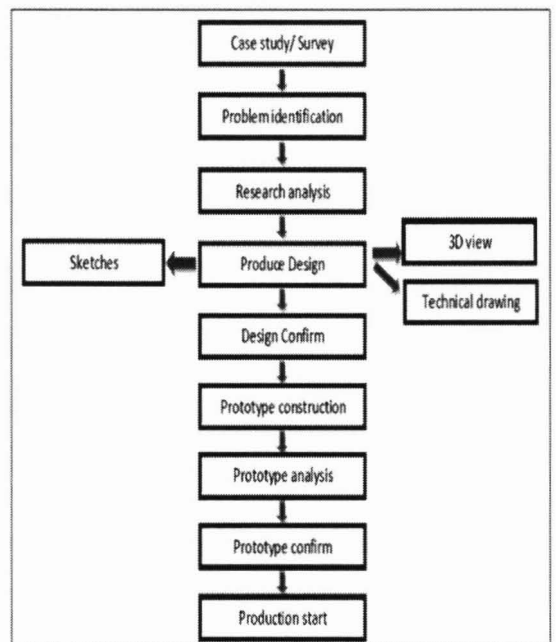 Case study/ Survey
Problem identification
Research analysis
Sketches
Produce Design
3D view
Technical drawing
Design Confirm
Prototype construction
Prototype analysis
Prototype confirm
Production start